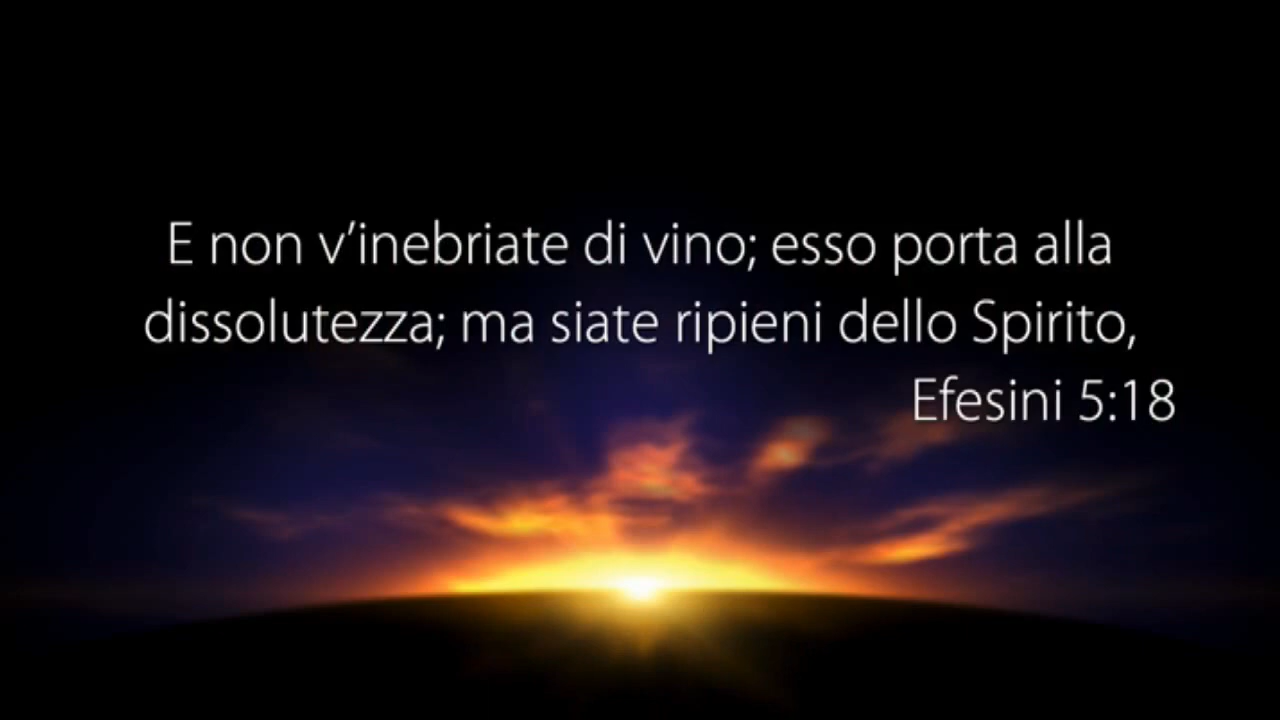 E non v’inebriate di vino; esso porta alla
dissolutezza; ma siate ripieni dello Spirito,
Efesini 5:18